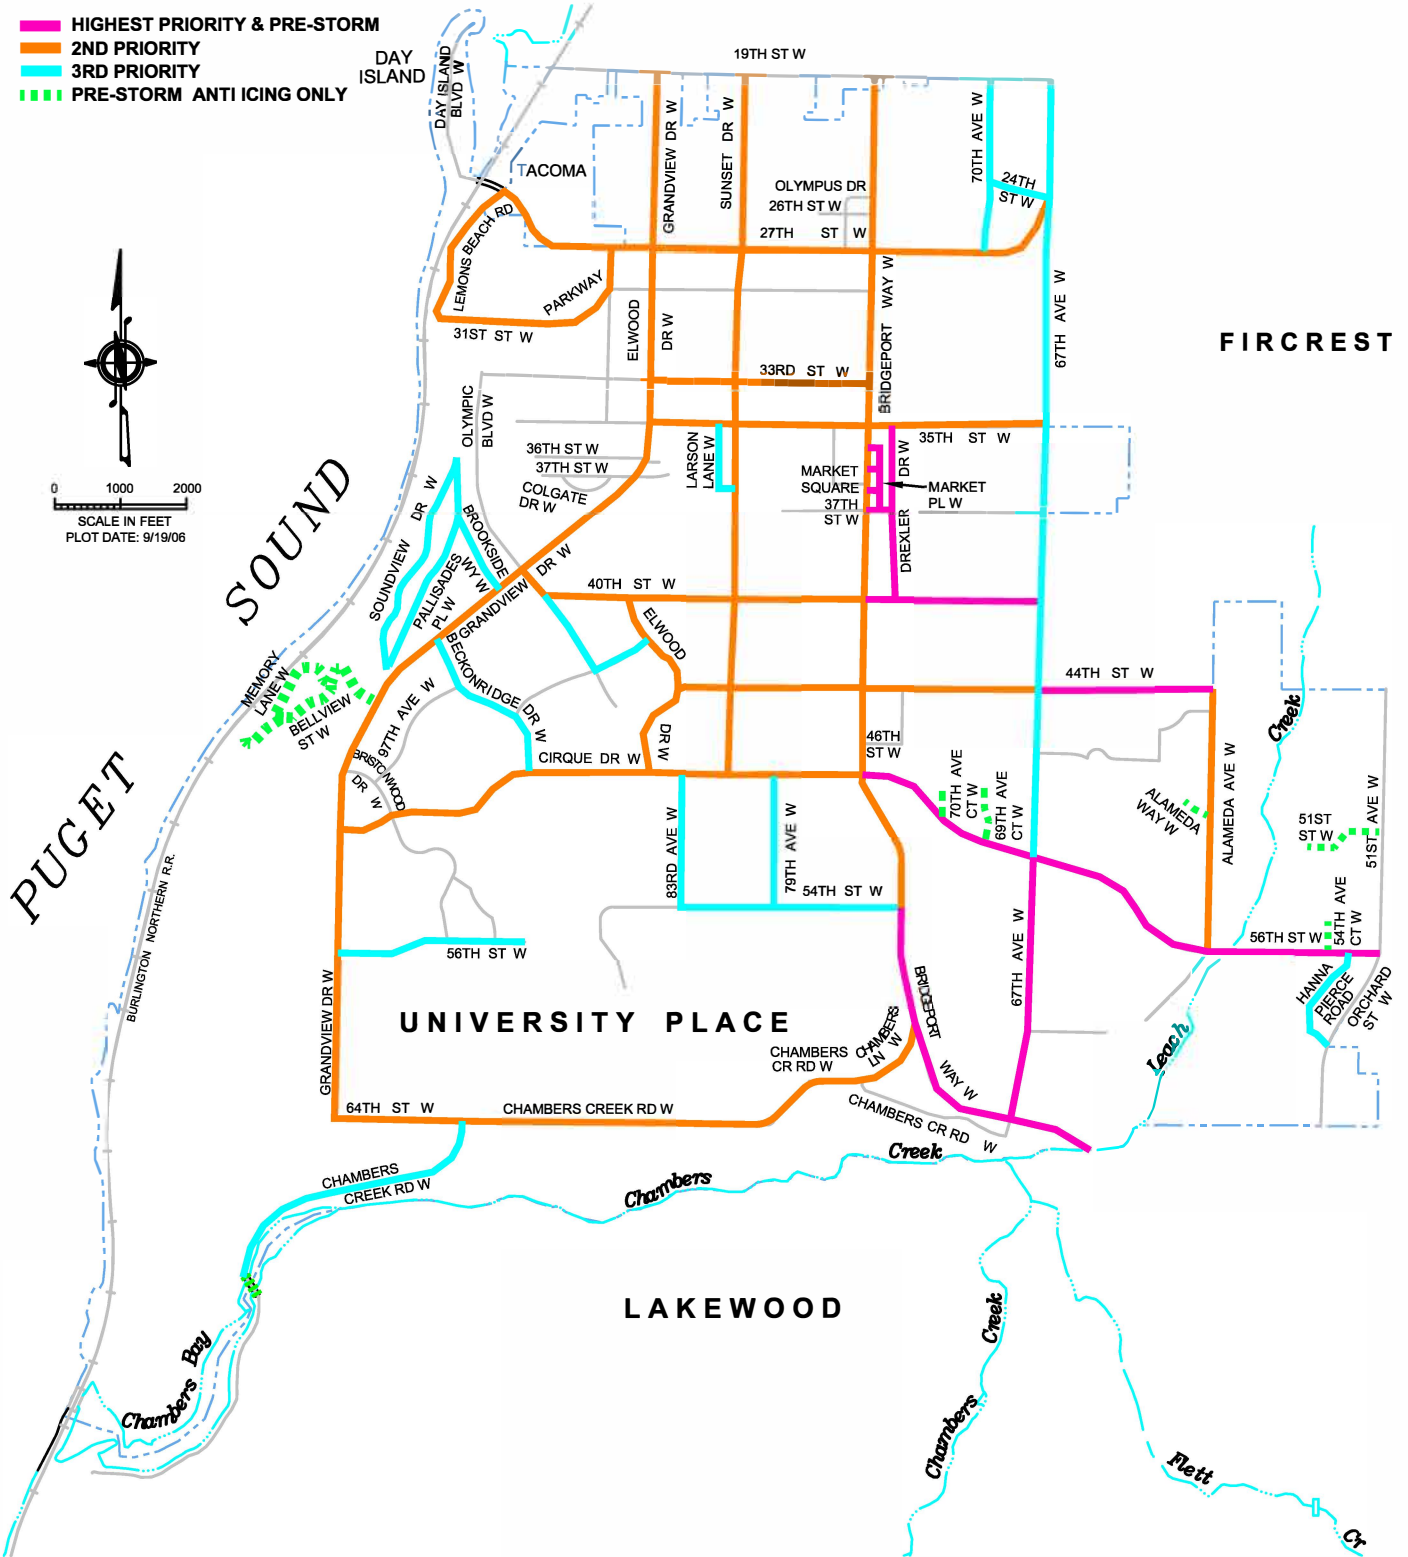 HIGHEST PRIORITY & PRE-STORM
2ND PRIORITY
3RD PRIORITY
PRE-STORM ANTI ICING ONLY
DAY
ISLAND
DAY ISLAND
BLVD W
19TH ST W
TACOMA
GRANDVIEW DR W
SUNSET DR W
70TH AVE W
24TH
ST W
OLYMPUS DR
26TH ST W
27TH ST W
LEMONS BEACH RD
PARKWAY
31ST ST W
ELWOOD
DR W
BRIDGEPORT WAY W
67TH AVE W
FIRCREST
33RD ST W
OLYMPIC
BLVD W
35TH ST W
36TH ST W
37TH ST W
COLGATE
DR W
LARSON
LANE W
MARKET
SQUARE
37TH
ST W
DR W
DREXLER
MARKET
PL W
0 1000 2000
SCALE IN FEET
PLOT DATE: 9/19/06
PUGET SOUND
SOUNDVIEW DR W
BROOKSIDE
WY W
PALLISADES
PL W
GRANDVIEW DR W
40TH ST W
ELWOOD
DR W
BECKONRIDGE DR W
44TH ST W
MEMORY
LANE W
BELLVIEW
ST W
97TH AVE W
BRISTONWOOD
DR W
CIRQUE DR W
46TH
ST W
70TH AVE
CT W
69TH AVE
CT W
ALAMEDA
WAY W
ALAMEDA AVE W
Creek
51ST
ST W
51ST AVE W
83RD AVE W
79TH AVE W
54TH ST W
54TH AVE
CT W
56TH ST W
56TH ST W
BURLINGTON NORTHERN R.R.
HANNA
PIERCE
ROAD
ORCHARD
ST W
GRANDVIEW DR W
UNIVERSITY PLACE
67TH AVE W
BRIDGEPORT
WAY W
CHAMBERS
LN W
CHAMBERS
CR RD W
Leach
64TH ST W
CHAMBERS CREEK RD W
CHAMBERS CR RD W
Creek
CHAMBERS
CREEK RD W
Chambers
LAKEWOOD
Chambers Bay
Chambers Creek
Flett
Cr